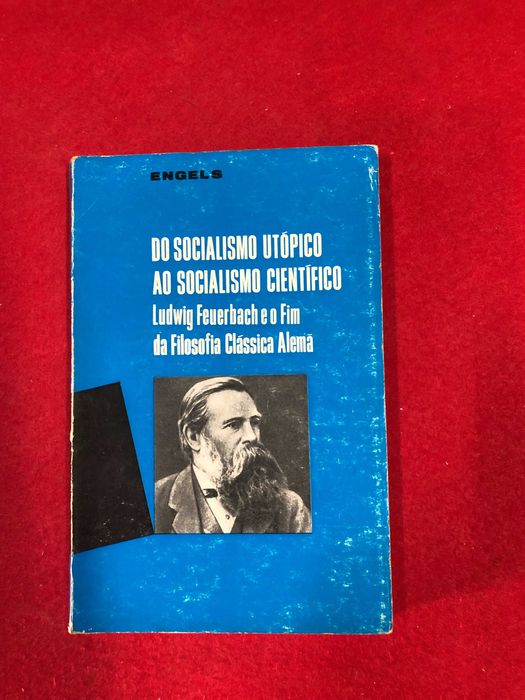 ENGELS
DO SOCIALISMO UTÓPICO
AO SOCIALISMO CIENTÍFICO
Ludwig Feuerbach e o Fim
da Filosofia Clássica Alemã